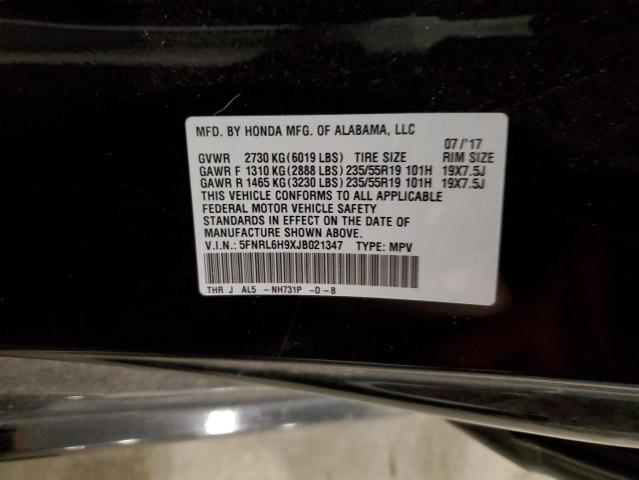 MFD. BY HONDA MFG. OF ALABAMA, LLC
07/'17
GVWR 2730 KG(6019 LBS) TIRE SIZE RIM SIZE
GAWR F 1310 KG(2888 LBS)235/55R19 101H 19X7.5J
GAWR R 1465 KG(3230 LBS)235/55R19 101H 19X7.5J
THIS VEHICLE CONFORMS TO ALL APPLICABLE
FEDERAL MOTOR VEHICLE SAFETY
STANDARDS IN EFFECT ON THE DATE OF
MANUFACTURE SHOWN ABOVE.
V.I.N.: 5FNRL6H9XJB021347 TYPE: MPV
THR J AL5 -NH731P -D-B